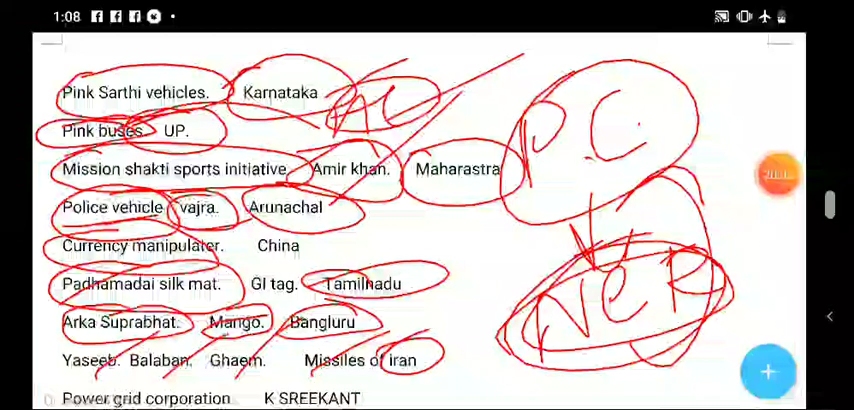 1:08
Pink Sarthi vehicles. Karnataka
AC
Pink buses. UP.
P.C
Mission shakti sports initiative. Amir khan. Maharastra
Police vehicle vajra. Arunachal
Currency manipulater. China
Padhamadai silk mat. GI tag. Tamilnadu
NCR
Arka Suprabhat. Mango. Bangluru
Yaseeb. Balaban. Ghaem. Missiles of iran
Power grid corporation K SREEKANT